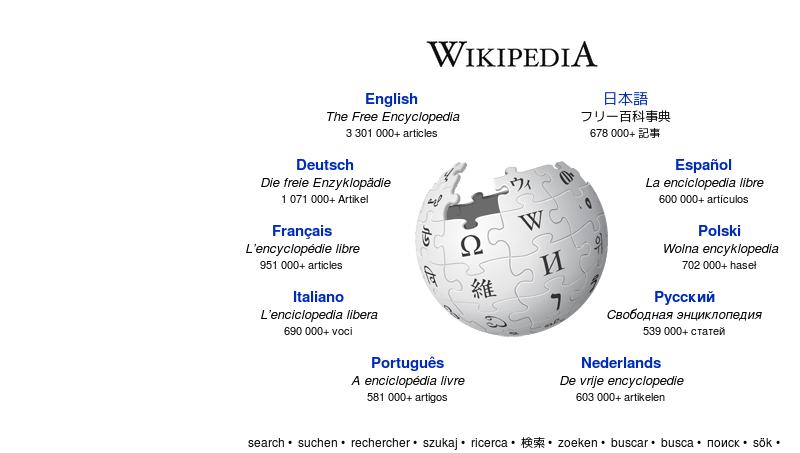 WIKIPEDIA
English
The Free Encyclopedia
3 301 000+ articles
日本語
フリー百科事典
678 000+ 記事
Deutsch
Die freie Enzyklopädie
1 071 000+ Artikel
Español
La enciclopedia libre
600 000+ artículos
Français
L'encyclopédie libre
951 000+ articles
Polski
Wolna encyklopedia
702 000+ haseł
Italiano
L'enciclopedia libera
690 000+ voci
Русский
Свободная энциклопедия
539 000+ статей
Português
A enciclopédia livre
581 000+ artigos
Nederlands
De vrije encyclopedie
603 000+ artikelen
ウィ
Ω W
維 И
search • suchen • rechercher • szukaj • ricerca • 検索 • zoeken • buscar • busca • поиск • sök •